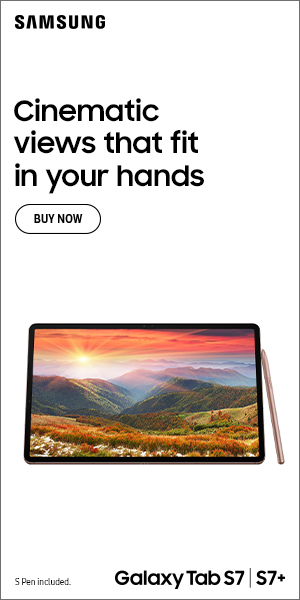 SAMSUNG
Cinematic
views that fit
in your hands
BUY NOW
S Pen included.
Galaxy Tab S7 | S7+